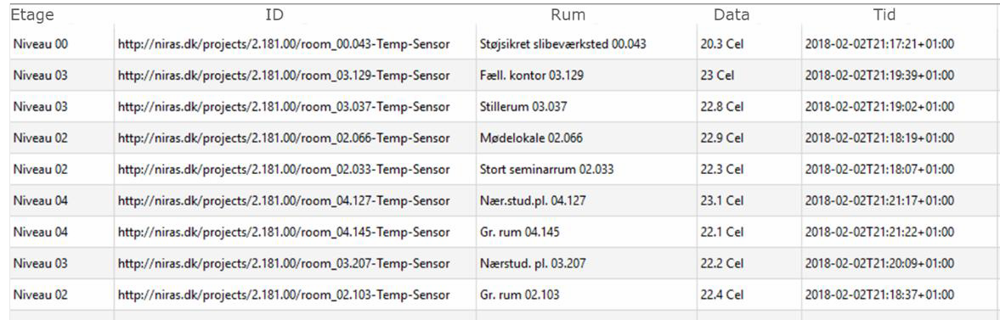 Etage ID Rum Data Tid
Niveau 00 http://niras.dk/projects/2.181.00/room_00.043-Temp-Sensor Støjsikret slibeværksted 00.043 20.3 Cel 2018-02-02T21:17:21+01:00
Niveau 03 http://niras.dk/projects/2.181.00/room_03.129-Temp-Sensor Fæll. kontor 03.129 23 Cel 2018-02-02T21:19:39+01:00
Niveau 03 http://niras.dk/projects/2.181.00/room_03.037-Temp-Sensor Stillerum 03.037 22.8 Cel 2018-02-02T21:19:02+01:00
Niveau 02 http://niras.dk/projects/2.181.00/room_02.066-Temp-Sensor Mødelokale 02.066 22.9 Cel 2018-02-02T21:18:19+01:00
Niveau 02 http://niras.dk/projects/2.181.00/room_02.033-Temp-Sensor Stort seminarrum 02.033 22.3 Cel 2018-02-02T21:18:07+01:00
Niveau 04 http://niras.dk/projects/2.181.00/room_04.127-Temp-Sensor Nær.stud.pl. 04.127 23.1 Cel 2018-02-02T21:21:17+01:00
Niveau 04 http://niras.dk/projects/2.181.00/room_04.145-Temp-Sensor Gr. rum 04.145 22.1 Cel 2018-02-02T21:21:22+01:00
Niveau 03 http://niras.dk/projects/2.181.00/room_03.207-Temp-Sensor Nærstud. pl. 03.207 22.2 Cel 2018-02-02T21:20:09+01:00
Niveau 02 http://niras.dk/projects/2.181.00/room_02.103-Temp-Sensor Gr. rum 02.103 22.4 Cel 2018-02-02T21:18:37+01:00